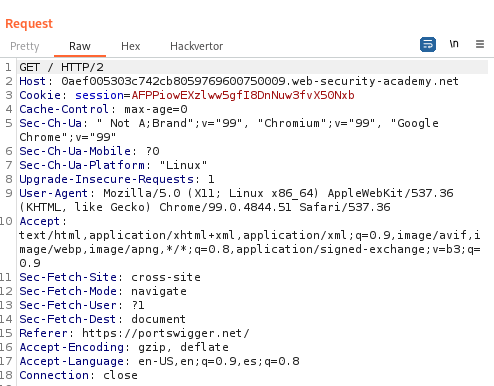 Request
Pretty Raw Hex Hackvertor \n ≡
1 GET / HTTP/2
2 Host: 0aef005303c742cb8059769600750009.web-security-academy.net
3 Cookie: session=AFPPiowEXzlww5gfI8DnNuw3fvX50Nxb
4 Cache-Control: max-age=0
5 Sec-Ch-Ua: " Not A;Brand";v="99", "Chromium";v="99", "Google
Chrome";v="99"
6 Sec-Ch-Ua-Mobile: ?0
7 Sec-Ch-Ua-Platform: "Linux"
8 Upgrade-Insecure-Requests: 1
9 User-Agent: Mozilla/5.0 (X11; Linux x86_64) AppleWebKit/537.36
(KHTML, like Gecko) Chrome/99.0.4844.51 Safari/537.36
10 Accept:
text/html,application/xhtml+xml,application/xml;q=0.9,image/avif,i
mage/webp,image/apng,*/*;q=0.8,application/signed-exchange;v=b3;q=
0.9
11 Sec-Fetch-Site: cross-site
12 Sec-Fetch-Mode: navigate
13 Sec-Fetch-User: ?1
14 Sec-Fetch-Dest: document
15 Referer: https://portswigger.net/
16 Accept-Encoding: gzip, deflate
17 Accept-Language: en-US,en;q=0.9,es;q=0.8
18 Connection: close